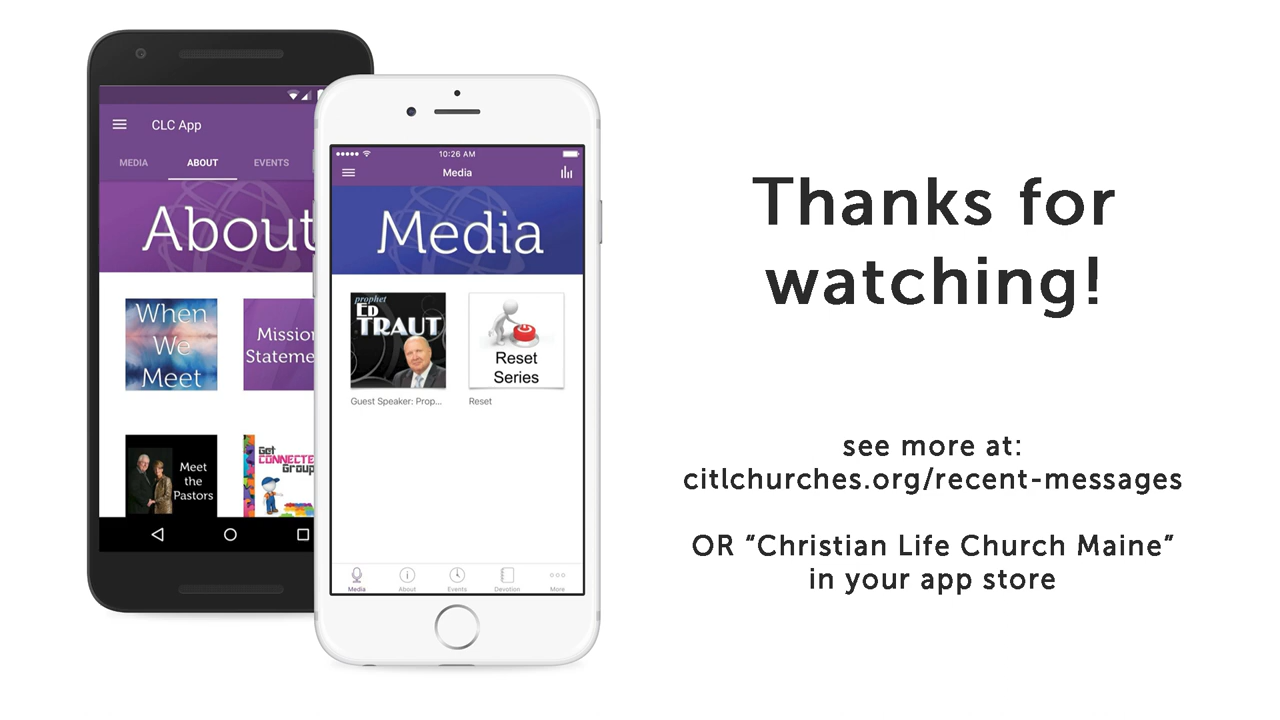 CLC App
MEDIA ABOUT EVENTS
About
When
We
Meet
Mission
Stateme
Meet
the
Pastors
Get
CONNECTE
Group
10:26 AM
Media
Media
prophet
ED
TRAUT
Reset
Series
Guest Speaker: Prop...
Reset
Media About Events Devotion More
Thanks for
watching!
see more at:
citlchurches.org/recent-messages
OR “Christian Life Church Maine”
in your app store